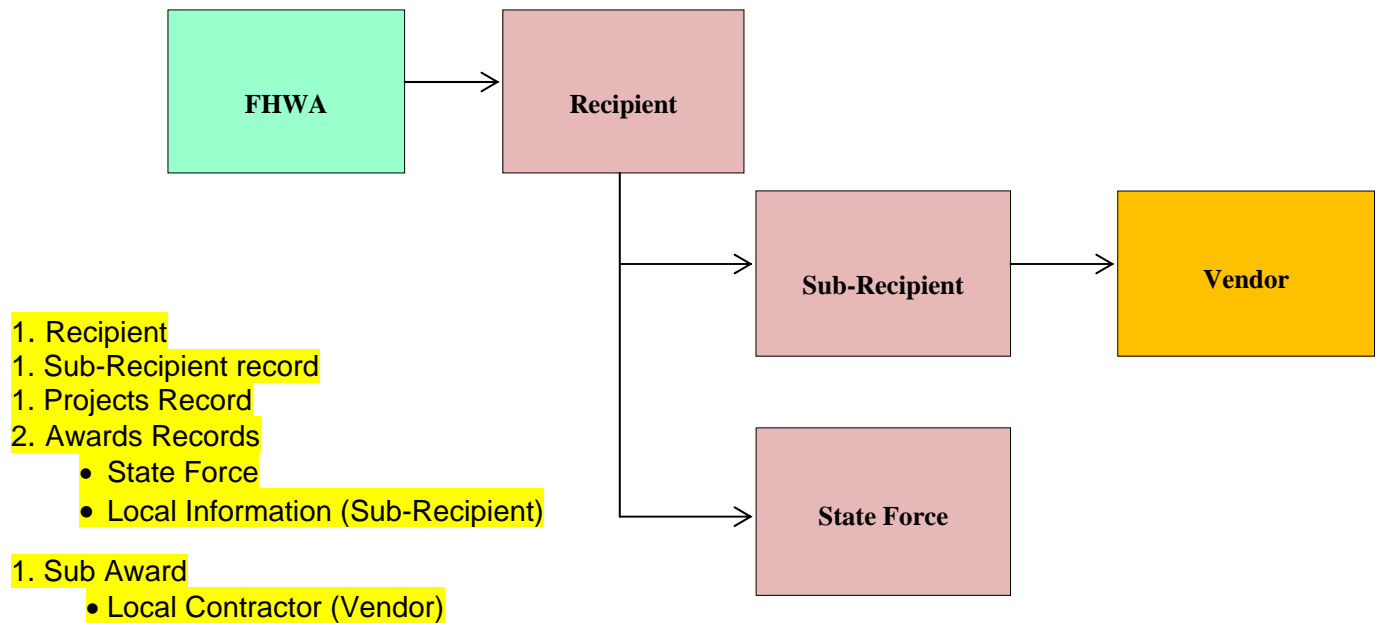 FHWA
Recipient
Sub-Recipient
Vendor
State Force
1. Recipient
1. Sub-Recipient record
1. Projects Record
2. Awards Records
• State Force
• Local Information (Sub-Recipient)
1. Sub Award
• Local Contractor (Vendor)